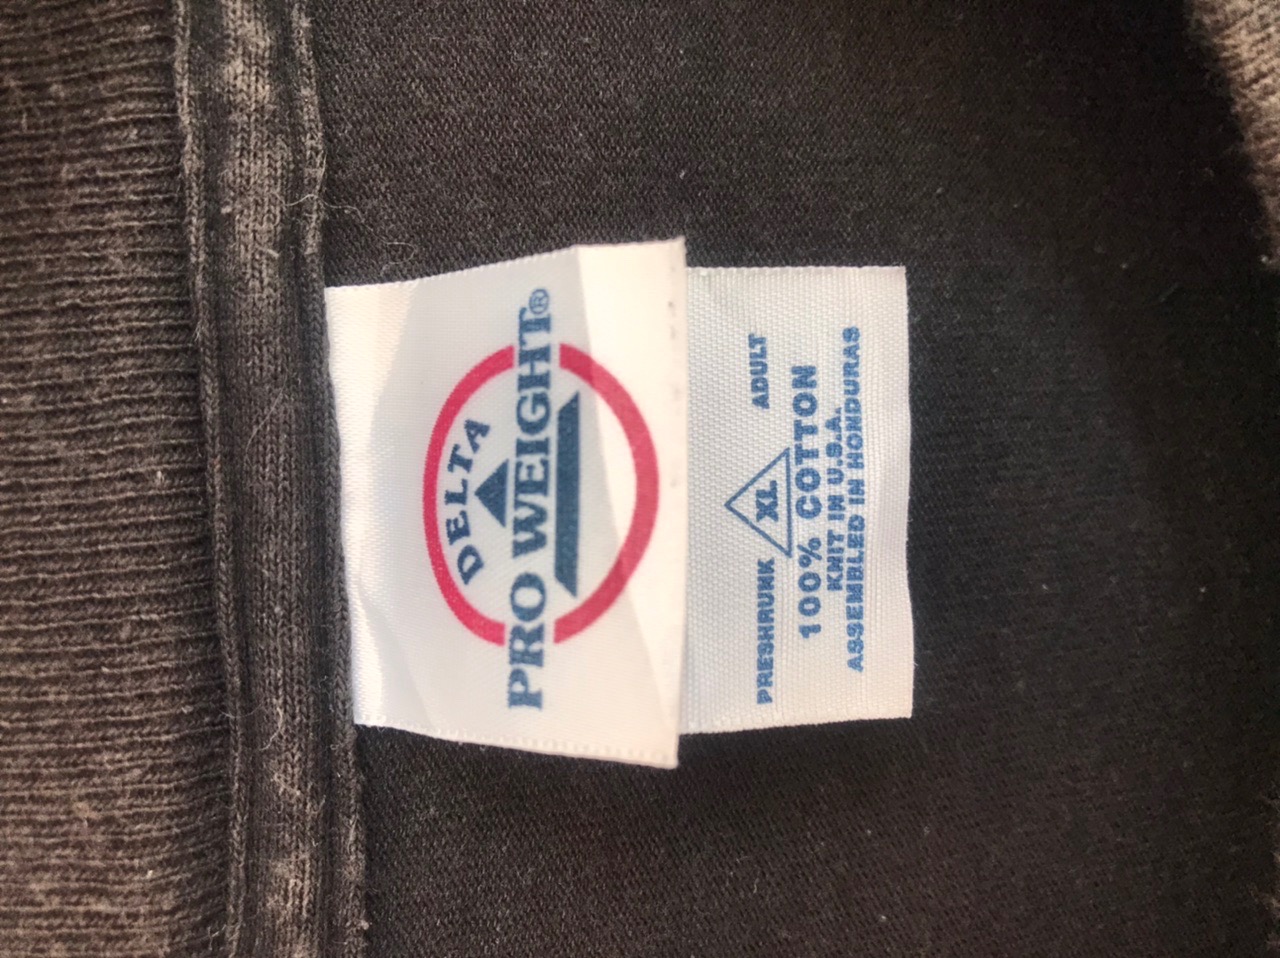 DELTA
PRO WEIGHT®
PRESHRUNK XL ADULT
100% COTTON
KNIT IN U.S.A.
ASSEMBLED IN HONDURAS